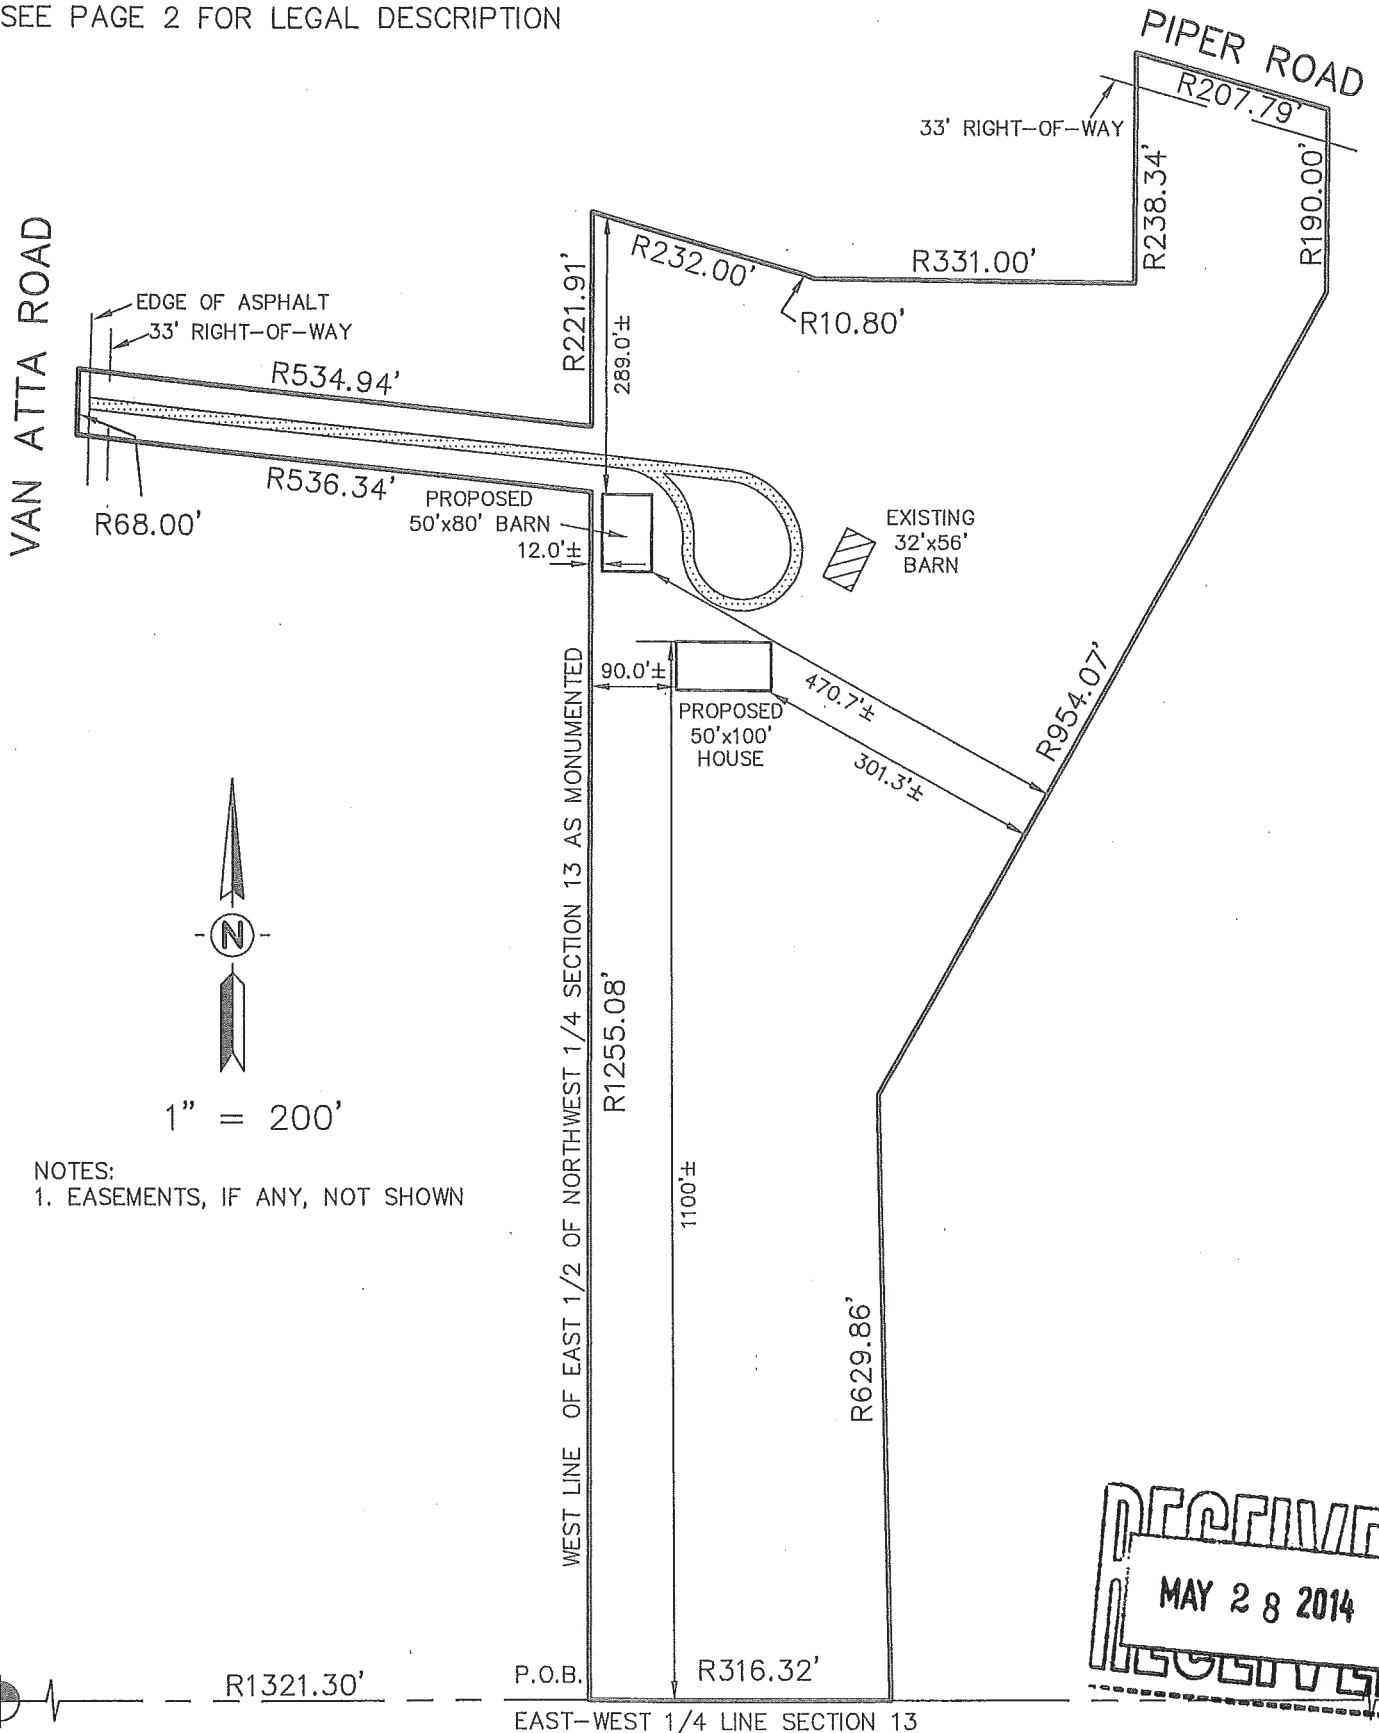 SEE PAGE 2 FOR LEGAL DESCRIPTION
PIPER ROAD
R207.79'
33' RIGHT-OF-WAY
R238.34'
R190.00'
VAN ATTA ROAD
R232.00'
R331.00'
R10.80'
R221.91'
289.0'±
EDGE OF ASPHALT
33' RIGHT-OF-WAY
R534.94'
R536.34'
R68.00'
PROPOSED
50'x80' BARN
12.0'±
EXISTING
32'x56'
BARN
90.0'±
PROPOSED
50'x100'
HOUSE
470.7'±
301.3'±
R954.07'
WEST LINE OF EAST 1/2 OF NORTHWEST 1/4 SECTION 13 AS MONUMENTED
R1255.08'
1100'±
N
1" = 200'
NOTES:
1. EASEMENTS, IF ANY, NOT SHOWN
R629.86'
MAY 28 2014
R1321.30'
P.O.B.
R316.32'
EAST-WEST 1/4 LINE SECTION 13